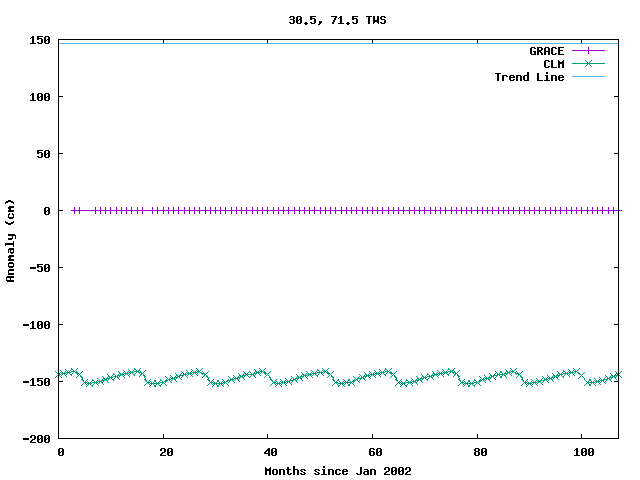 30.5, 71.5 TWS
150
100
50
0
-50
-100
-150
-200
Anomaly (cm)
GRACE
CLM
Trend Line
0 20 40 60 80 100
Months since Jan 2002